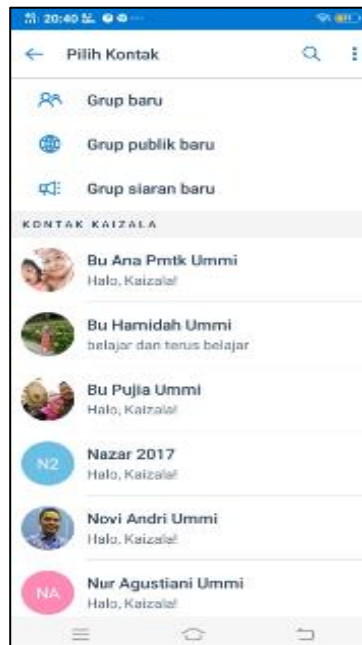 20:40
Pilih Kontak
Grup baru
Grup publik baru
Grup siaran baru
KONTAK KAIZALA
Bu Ana Pmtk Ummi
Halo, Kaizala!
Bu Hamidah Ummi
belajar dan terus belajar
Bu Pujia Ummi
Halo, Kaizala!
N2
Nazar 2017
Halo, Kaizala!
Novi Andri Ummi
Halo, Kaizala!
NA
Nur Agustiani Ummi
Halo, Kaizala!